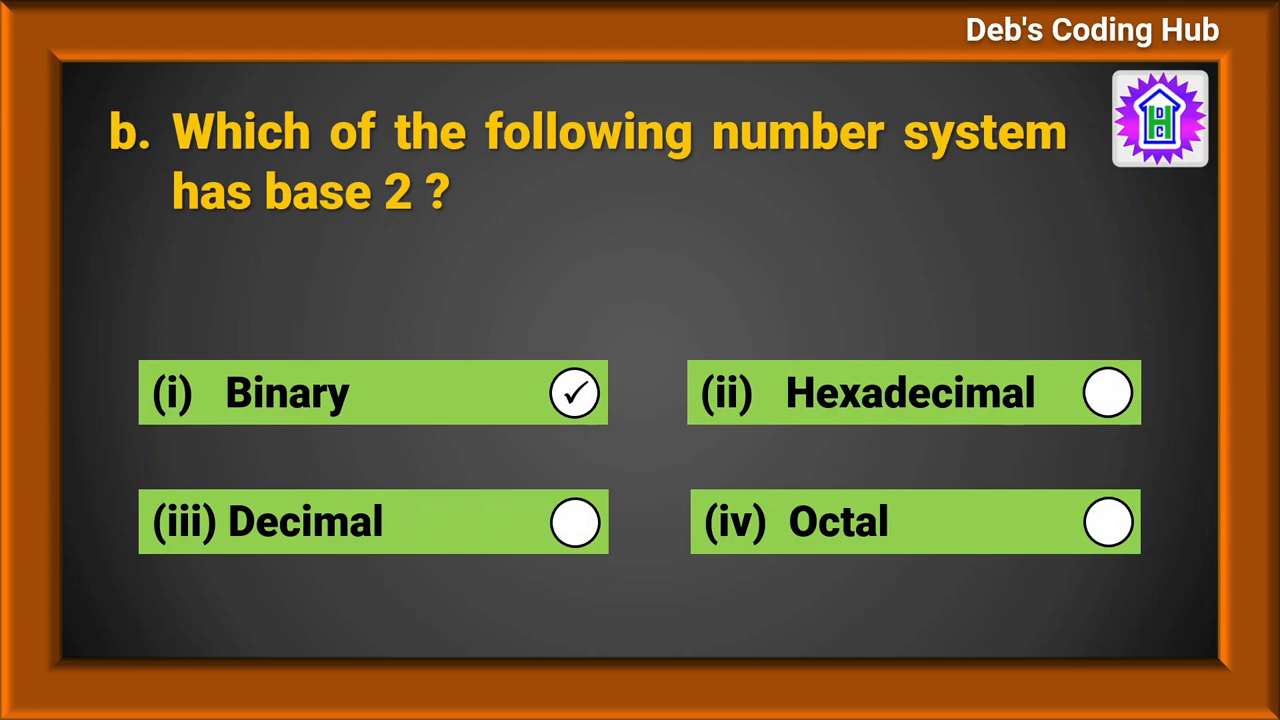 Deb's Coding Hub
b. Which of the following number system
has base 2 ?
(i) Binary ✓
(ii) Hexadecimal
(iii) Decimal
(iv) Octal